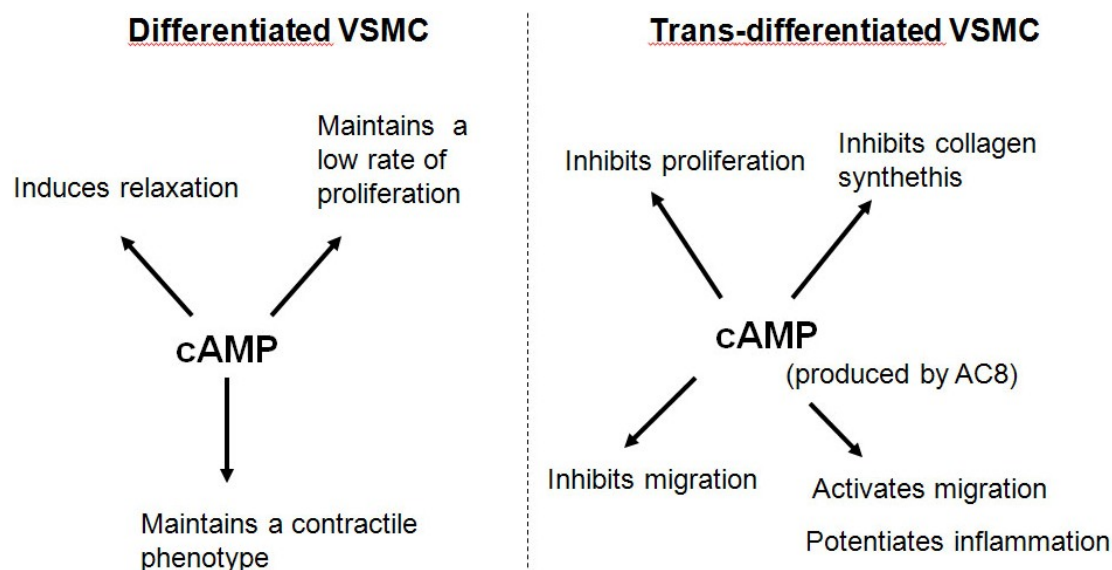 Differentiated VSMC
Induces relaxation
Maintains a
low rate of
proliferation
cAMP
Maintains a contractile
phenotype
Trans-differentiated VSMC
Inhibits proliferation
Inhibits collagen
synthethis
cAMP
(produced by AC8)
Inhibits migration
Activates migration
Potentiates inflammation